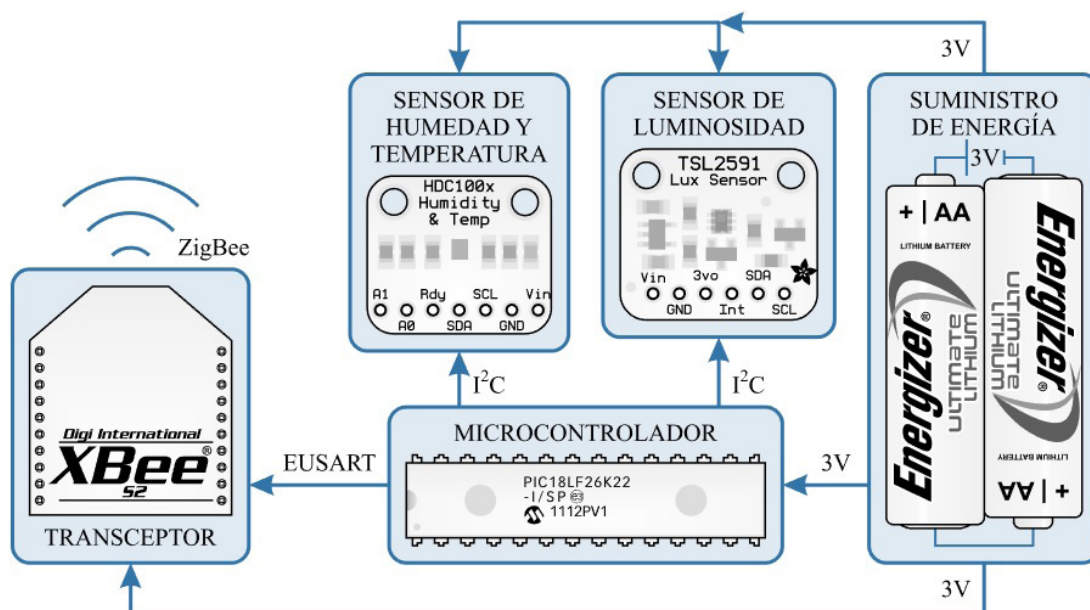 3V
SENSOR DE
HUMEDAD Y
TEMPERATURA
HDC100x
Humidity
& Temp
A1 Rdy SCL Vin
A0 SDA GND
I²C
SENSOR DE
LUMINOSIDAD
TSL2591
Lux Sensor
Vin 3vo SDA
GND Int SCL
I²C
SUMINISTRO
DE ENERGÍA
3V
+ | AA
LITHIUM BATTERY
Energizer®
ULTIMATE
LITHIUM
+ | AA
LITHIUM BATTERY
Energizer®
ULTIMATE
LITHIUM
ZigBee
Digi International
XBee®
S2
TRANSCEPTOR
EUSART
MICROCONTROLADOR
PIC18LF26K22
-I/SP e3
1112PV1
3V
3V